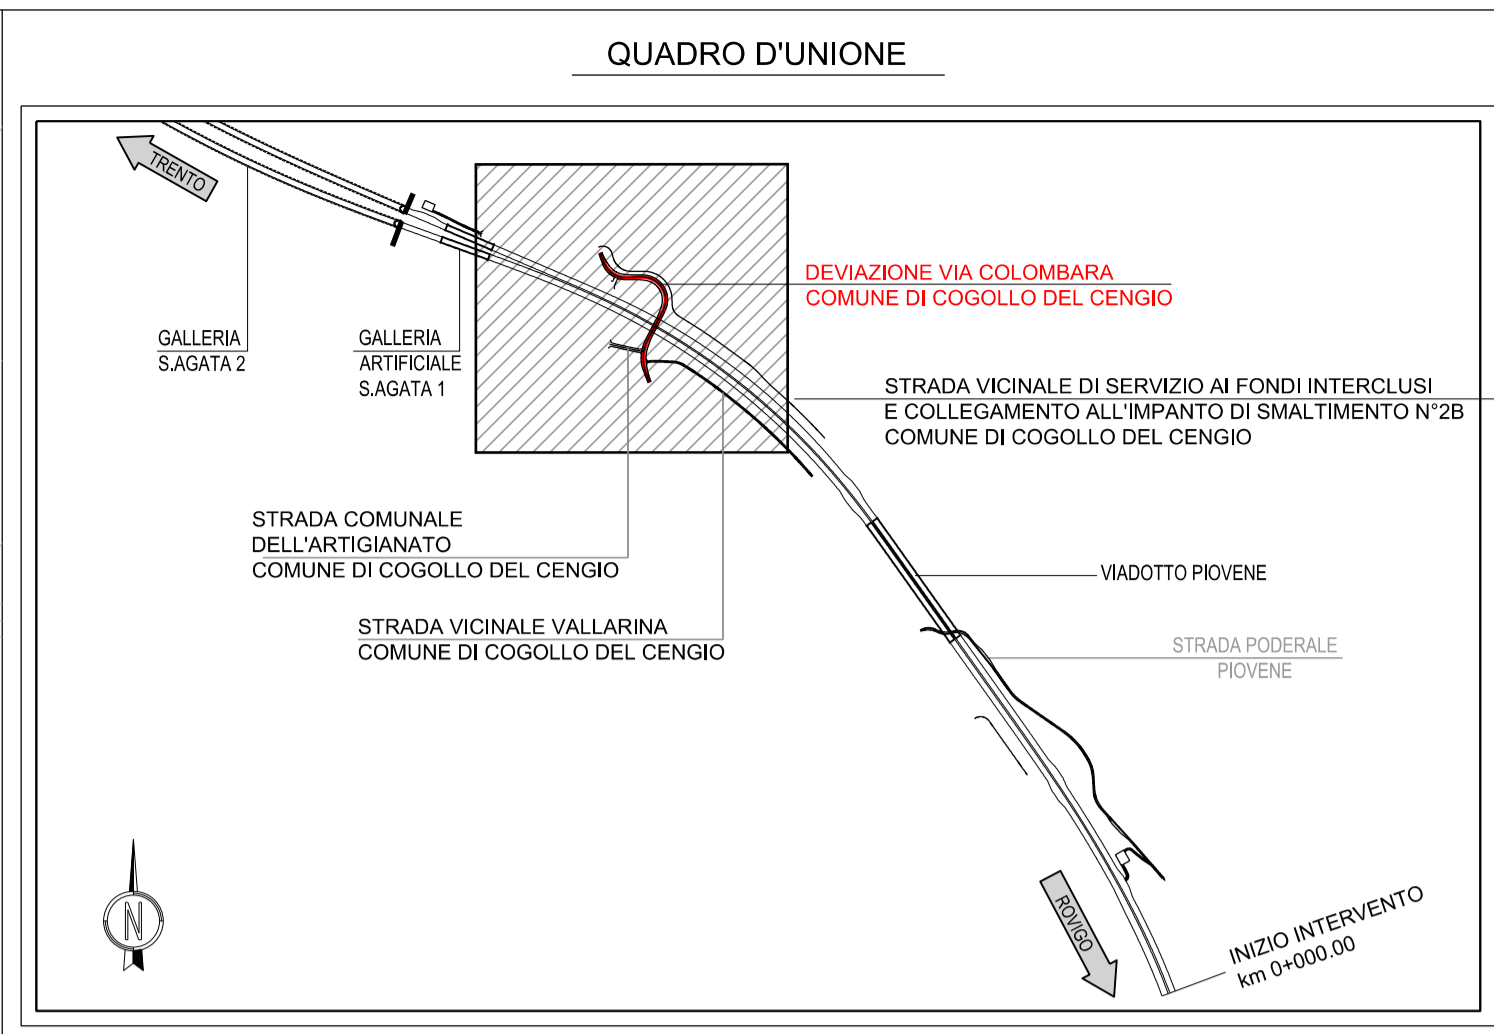 QUADRO D'UNIONE
TRENTO
DEVIAZIONE VIA COLOMBARA
COMUNE DI COGOLLO DEL CENGIO
GALLERIA
S.AGATA 2
GALLERIA
ARTIFICIALE
S.AGATA 1
STRADA VICINALE DI SERVIZIO AI FONDI INTERCLUSI
E COLLEGAMENTO ALL'IMPANTO DI SMALTIMENTO N°2B
COMUNE DI COGOLLO DEL CENGIO
STRADA COMUNALE
DELL'ARTIGIANATO
COMUNE DI COGOLLO DEL CENGIO
VIADOTTO PIOVENE
STRADA VICINALE VALLARINA
COMUNE DI COGOLLO DEL CENGIO
STRADA PODERALE
PIOVENE
N
ROVIGO
INIZIO INTERVENTO
km 0+000.00